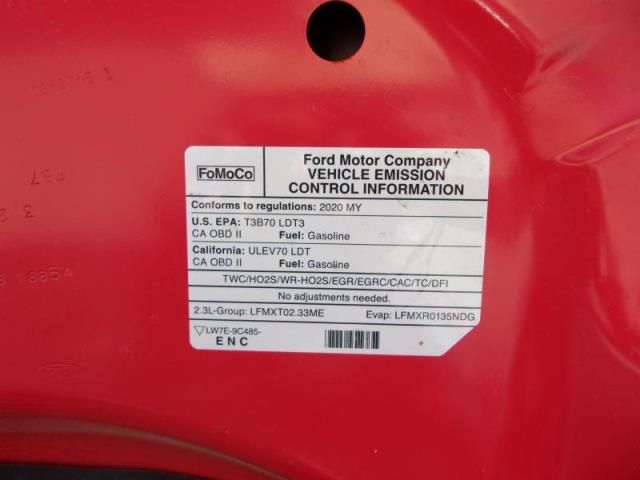 FoMoCo
Ford Motor Company
VEHICLE EMISSION
CONTROL INFORMATION
Conforms to regulations: 2020 MY
U.S. EPA: T3B70 LDT3
CA OBD II Fuel: Gasoline
California: ULEV70 LDT
CA OBD II Fuel: Gasoline
TWC/HO2S/WR-HO2S/EGR/EGRC/CAC/TC/DFI
No adjustments needed.
2.3L-Group: LFMXT02.33ME Evap: LFMXR0135NDG
LW7E-9C485-
ENC